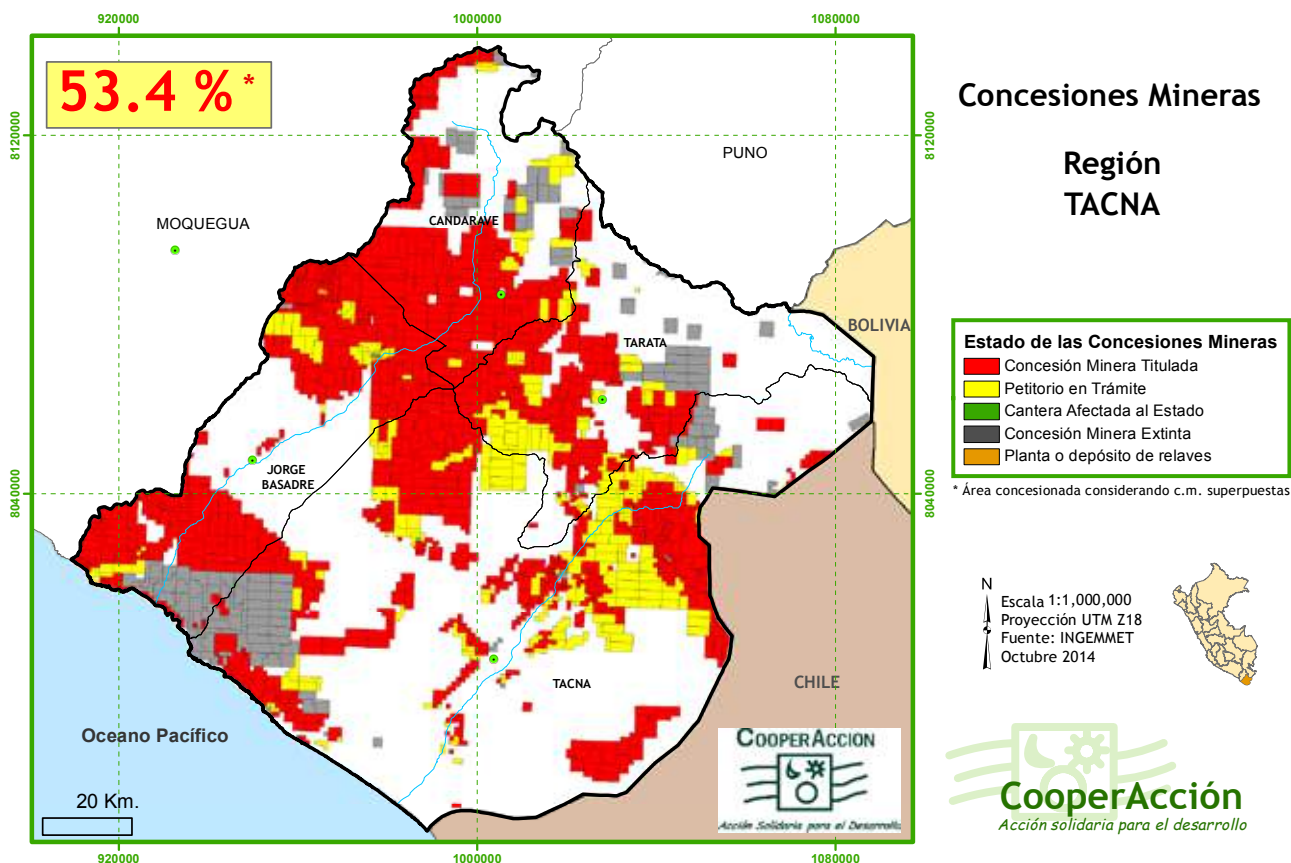 920000
1000000
1080000
53.4 % *
Concesiones Mineras
Región
TACNA
8120000
8120000
PUNO
MOQUEGUA
CANDARAVE
BOLIVIA
TARATA
Estado de las Concesiones Mineras
Concesión Minera Titulada
Petitorio en Trámite
Cantera Afectada al Estado
Concesión Minera Extinta
Planta o depósito de relaves
* Área concesionada considerando c.m. superpuestas
JORGE
BASADRE
8040000
8040000
N
Escala 1:1,000,000
Proyección UTM Z18
Fuente: INGEMMET
Octubre 2014
TACNA
CHILE
Oceano Pacífico
20 Km.
COOPERACCION
Acción Solidaria para el Desarrollo
CooperAcción
Acción solidaria para el desarrollo
920000
1000000
1080000